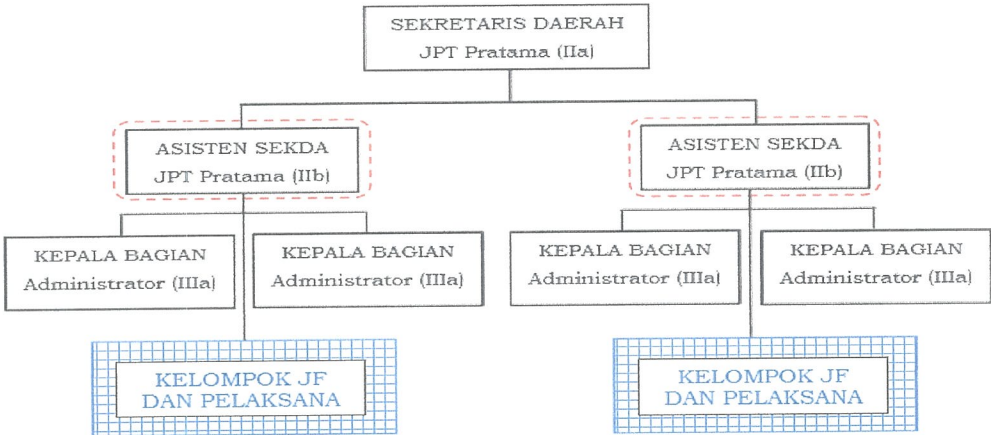 SEKRETARIS DAERAH
JPT Pratama (IIa)
ASISTEN SEKDA
JPT Pratama (IIb)
ASISTEN SEKDA
JPT Pratama (IIb)
KEPALA BAGIAN
Administrator (IIIa)
KEPALA BAGIAN
Administrator (IIIa)
KEPALA BAGIAN
Administrator (IIIa)
KEPALA BAGIAN
Administrator (IIIa)
KELOMPOK JF
DAN PELAKSANA
KELOMPOK JF
DAN PELAKSANA